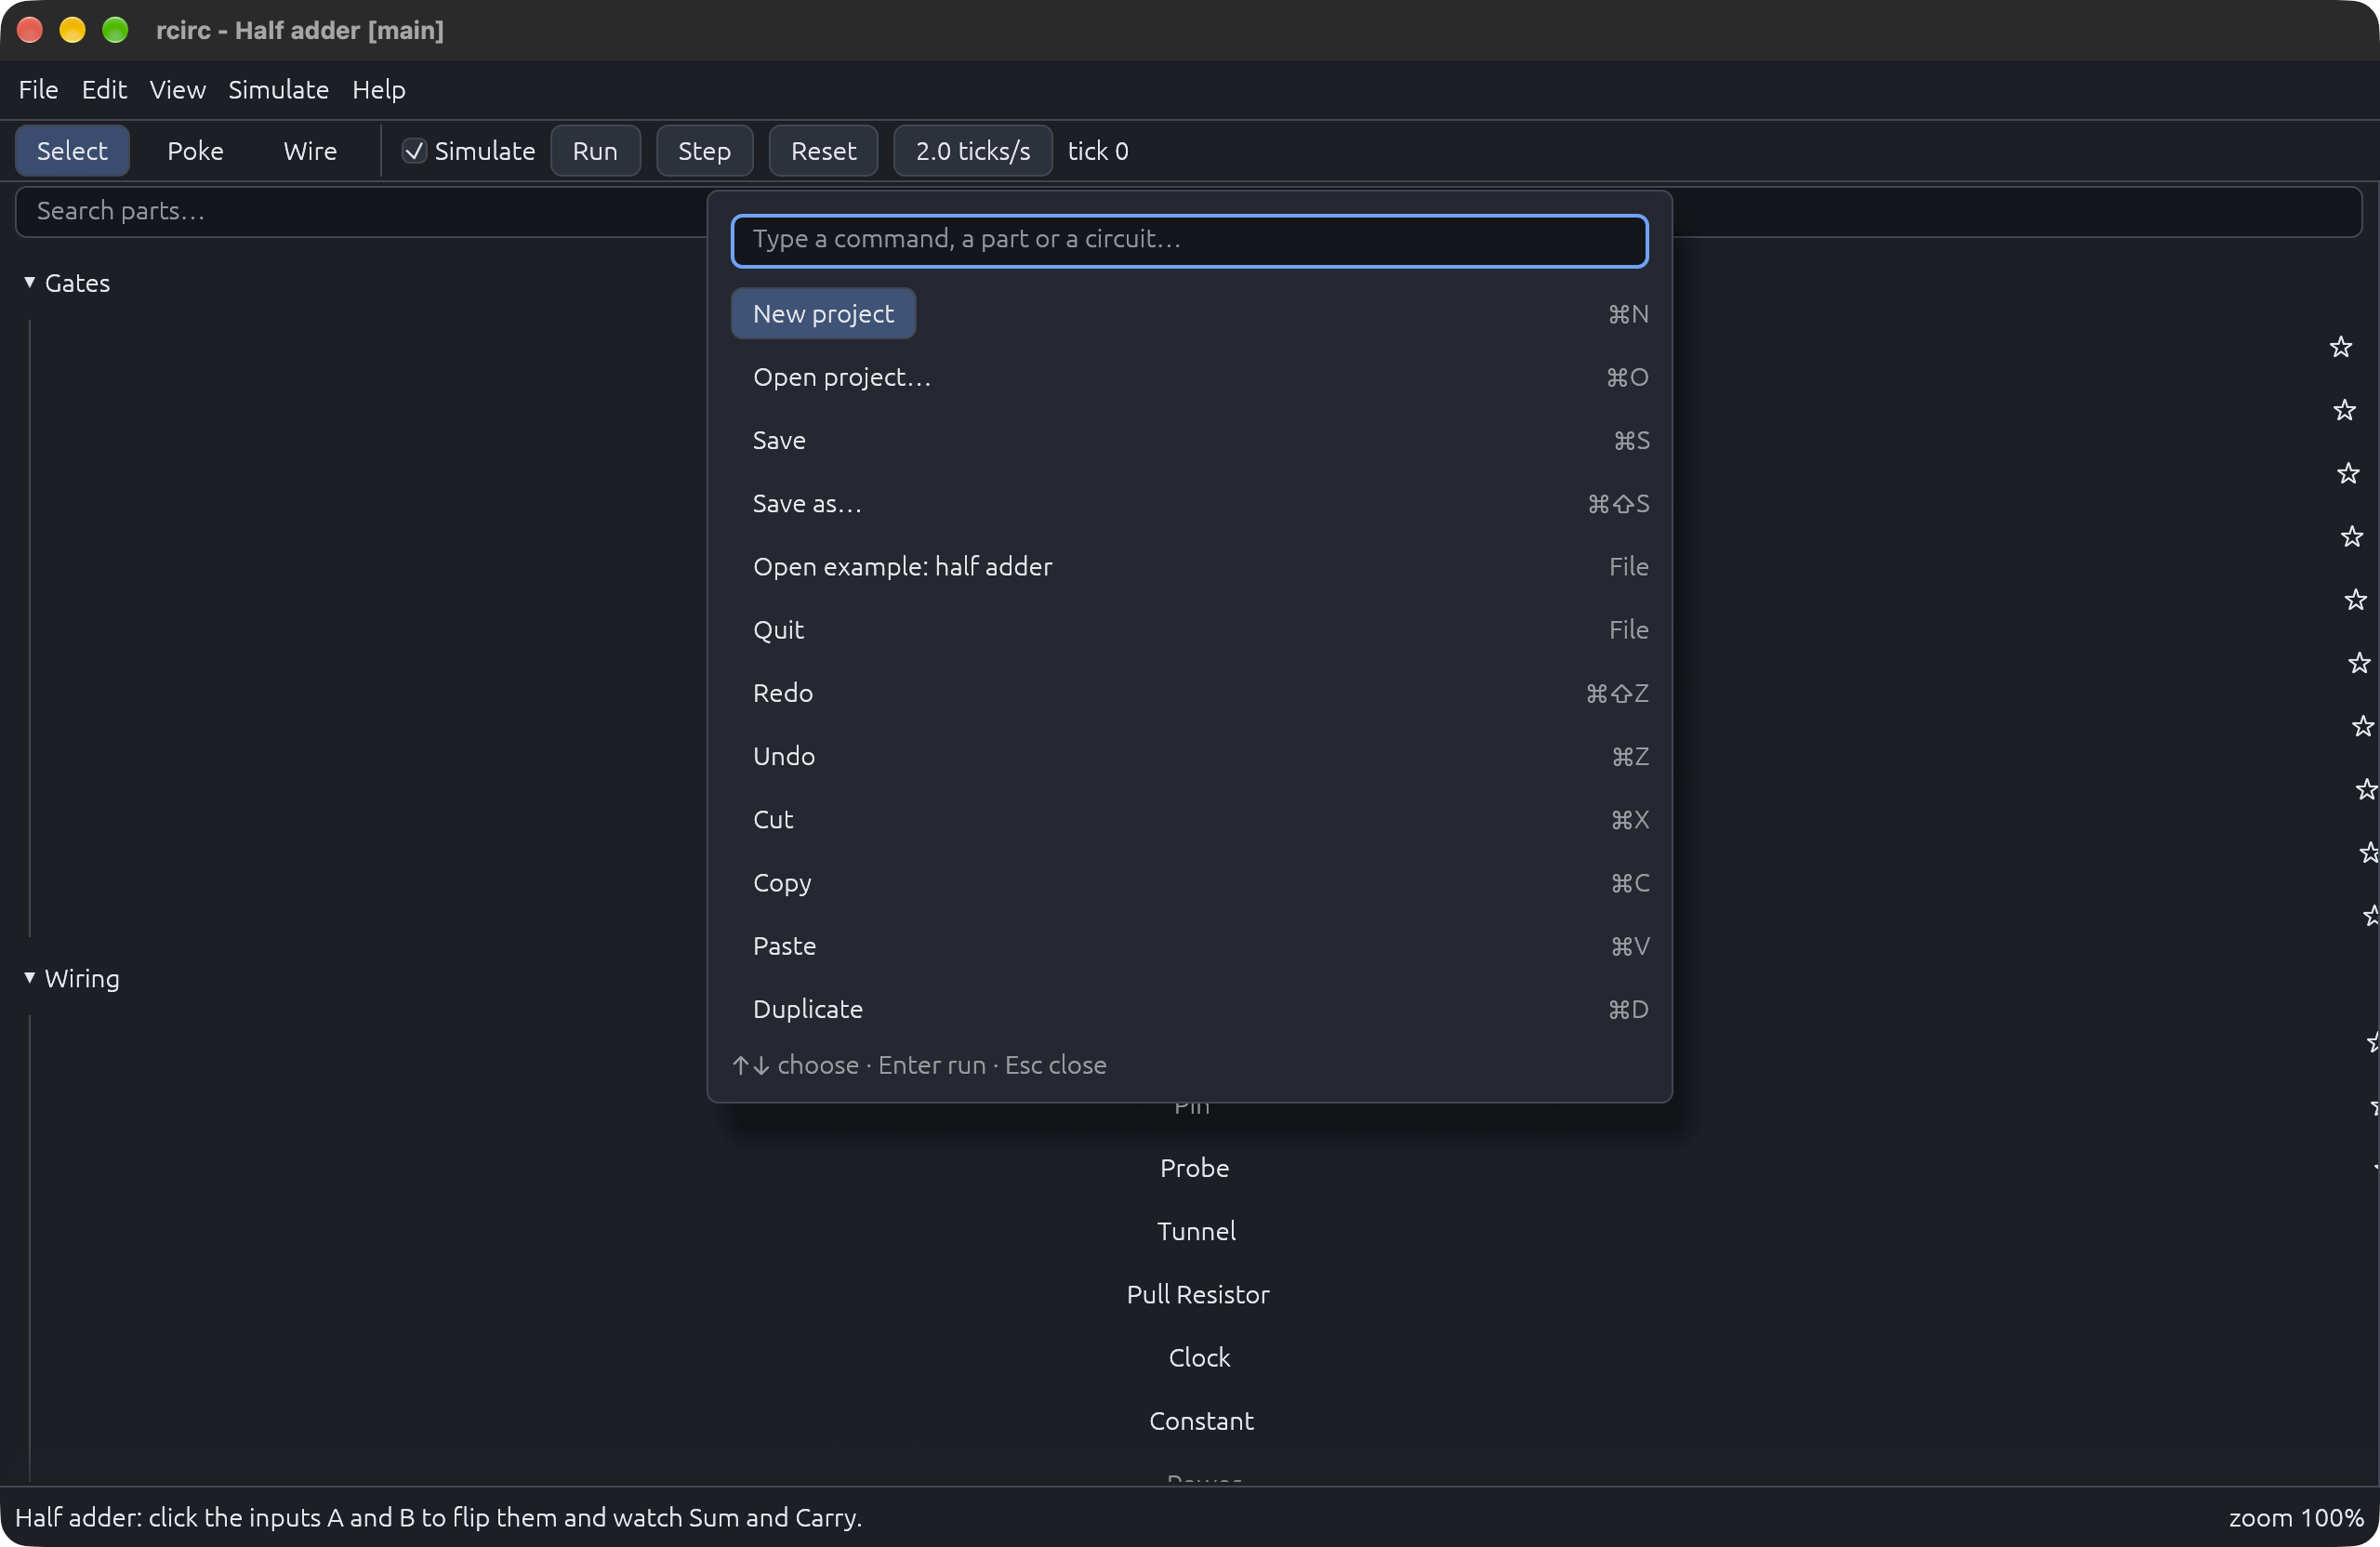 rcirc - Half adder [main]
File Edit View Simulate Help
Select Poke Wire Simulate Run Step Reset 2.0 ticks/s tick 0
Search parts…
Type a command, a part or a circuit…
▼ Gates
New project ⌘N
Open project… ⌘O
Save ⌘S
Save as… ⌘⇧S
Open example: half adder File
Quit File
Redo ⌘⇧Z
Undo ⌘Z
Cut ⌘X
Copy ⌘C
Paste ⌘V
▼ Wiring
Duplicate ⌘D
↑↓ choose · Enter run · Esc close
Pin
Probe
Tunnel
Pull Resistor
Clock
Constant
Power
Half adder: click the inputs A and B to flip them and watch Sum and Carry.
zoom 100%